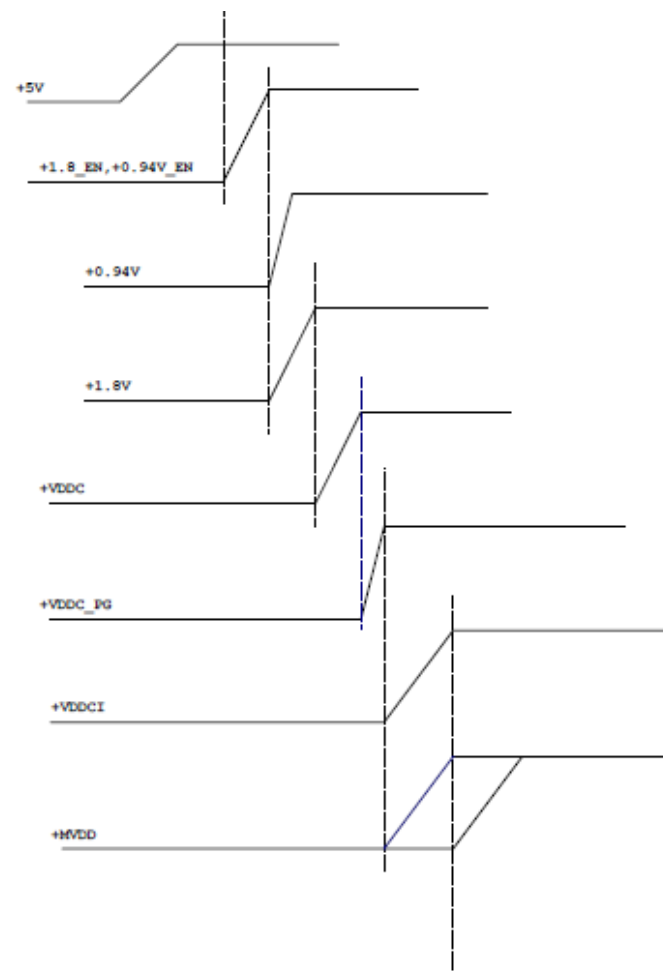 +5V
+1.8_EN,+0.94V_EN
+0.94V
+1.8V
+VDDC
+VDDC_PG
+VDDCI
+MVDD